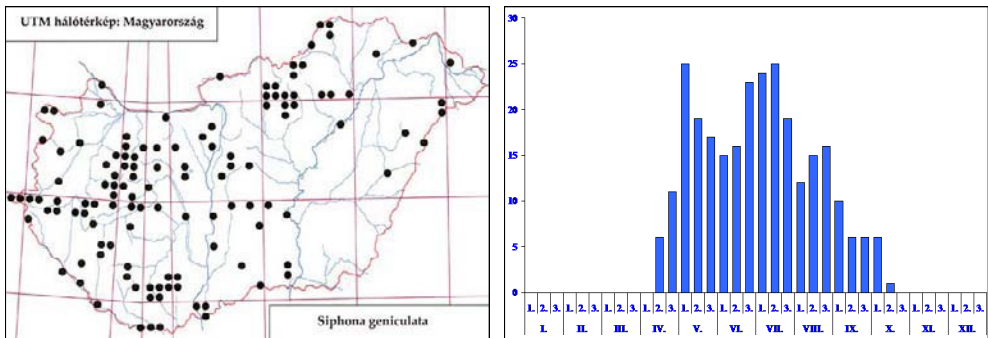 UTM hálótérkép: Magyarország
Siphona geniculata
30
25
20
15
10
5
0
1. 2. 3. 1. 2. 3. 1. 2. 3. 1. 2. 3. 1. 2. 3. 1. 2. 3. 1. 2. 3. 1. 2. 3. 1. 2. 3. 1. 2. 3. 1. 2. 3. 1. 2. 3.
I. II. III. IV. V. VI. VII. VIII. IX. X. XI. XII.